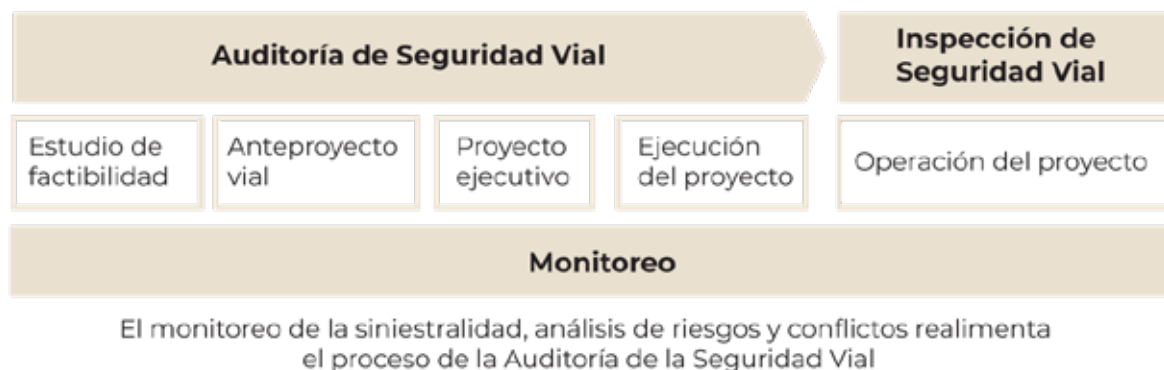 Auditoría de Seguridad Vial
Inspección de
Seguridad Vial
Estudio de
factibilidad
Anteproyecto
vial
Proyecto
ejecutivo
Ejecución
del proyecto
Operación del proyecto
Monitoreo
El monitoreo de la siniestralidad, análisis de riesgos y conflictos realimenta
el proceso de la Auditoría de la Seguridad Vial